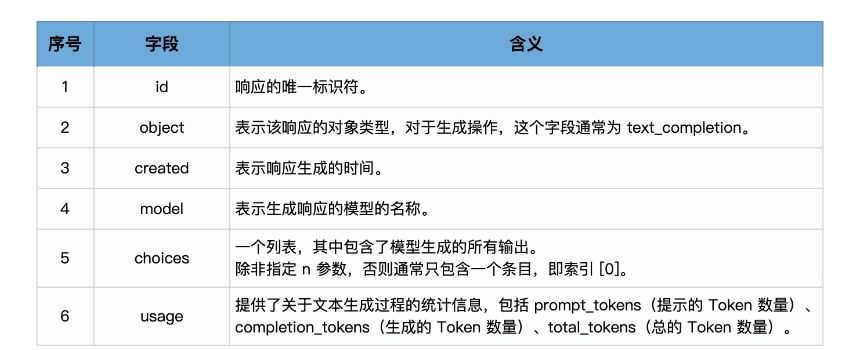 序号 字段 含义
1 id 响应的唯一标识符。
2 object 表示该响应的对象类型，对于生成操作，这个字段通常为 text_completion。
3 created 表示响应生成的时间。
4 model 表示生成响应的模型的名称。
5 choices 一个列表，其中包含了模型生成的所有输出。
除非指定 n 参数，否则通常只包含一个条目，即索引 [0]。
6 usage 提供了关于文本生成过程的统计信息，包括 prompt_tokens（提示的 Token 数量）、
completion_tokens（生成的 Token 数量）、total_tokens（总的 Token 数量）。